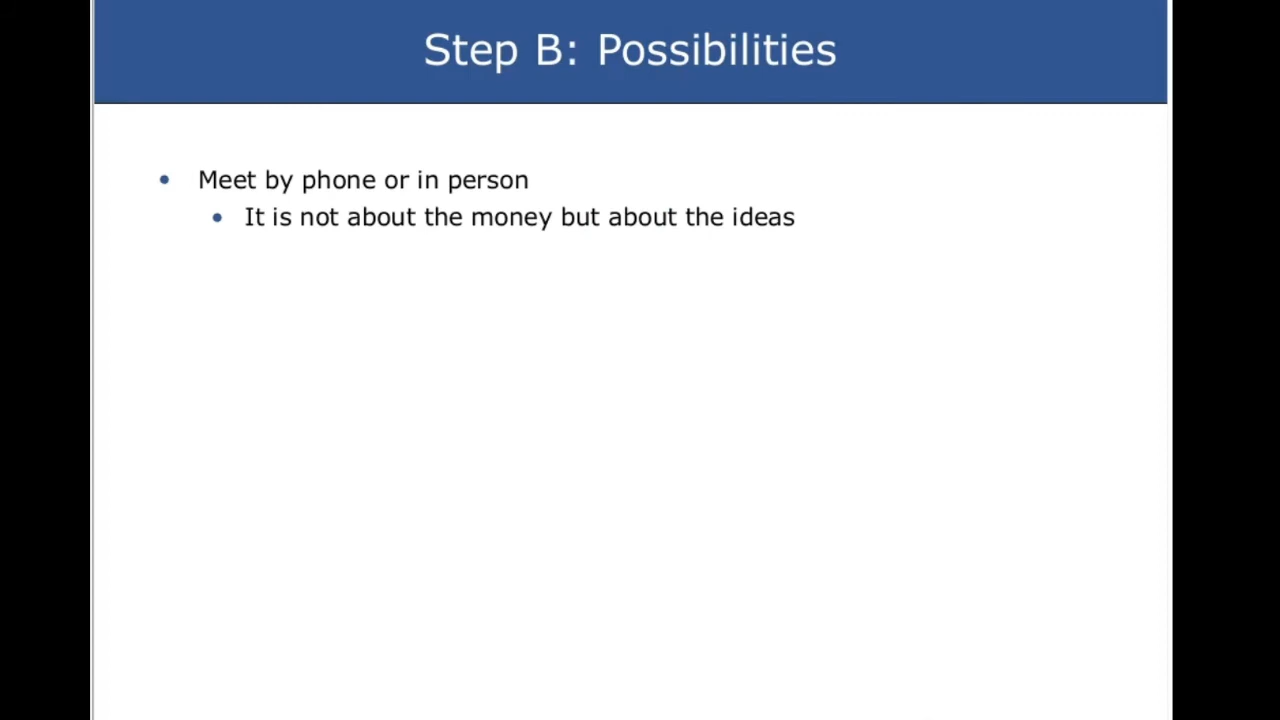 Step B: Possibilities
Meet by phone or in person
It is not about the money but about the ideas